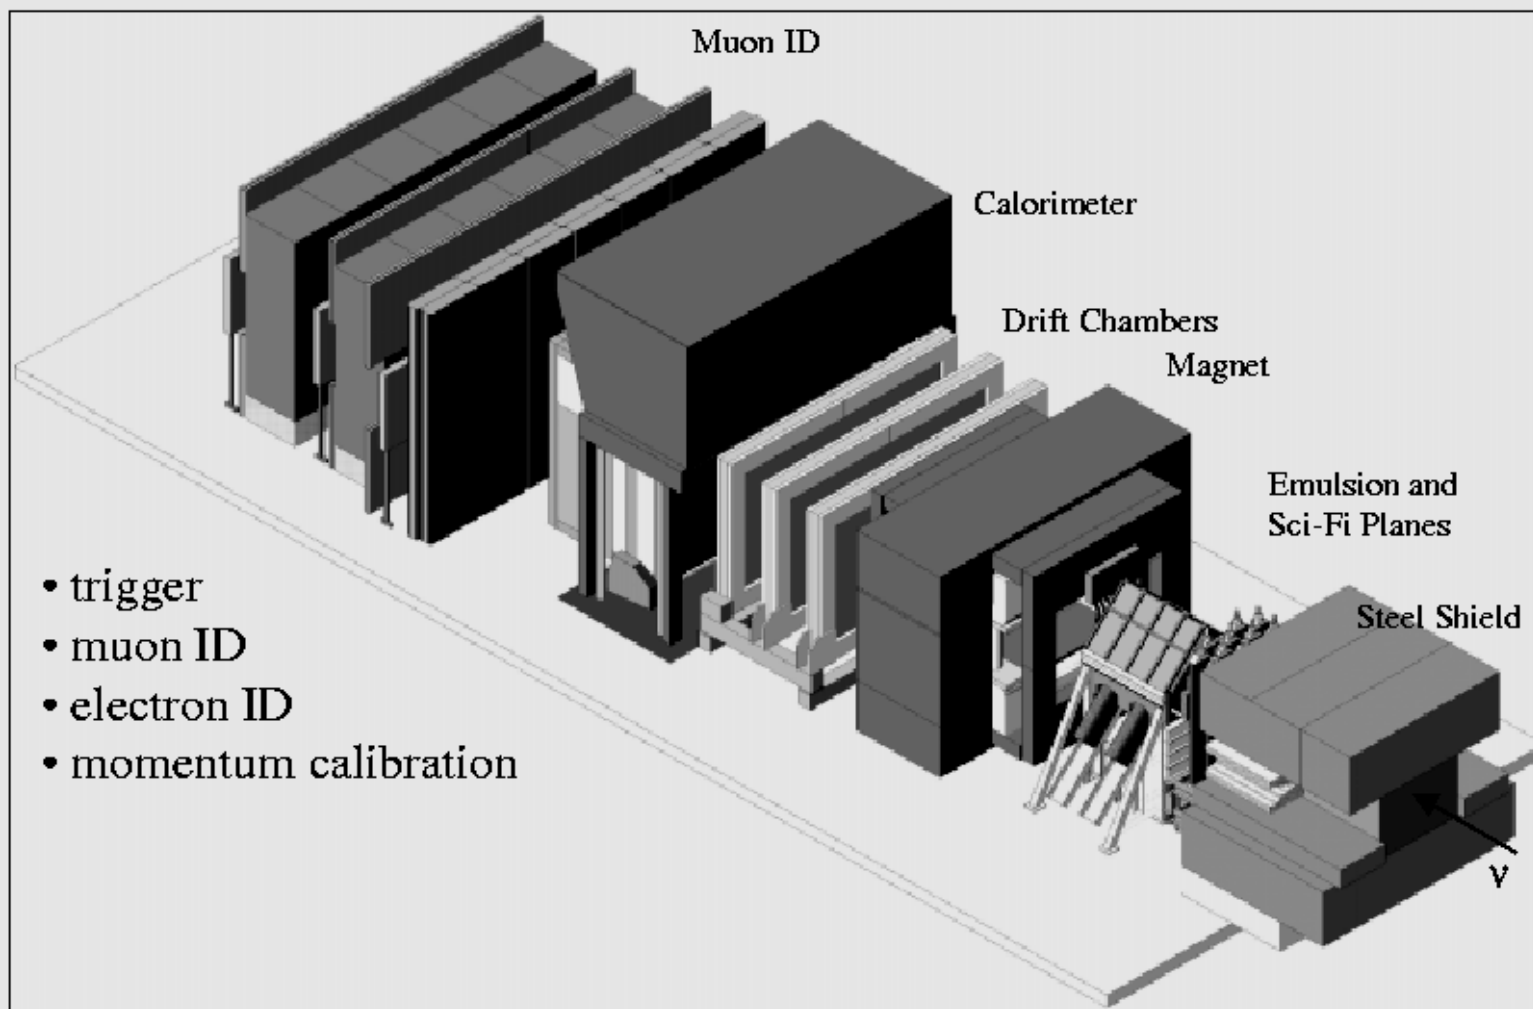 Muon ID
Calorimeter
Drift Chambers
Magnet
Emulsion and
Sci-Fi Planes
Steel Shield
• trigger
• muon ID
• electron ID
• momentum calibration
ν